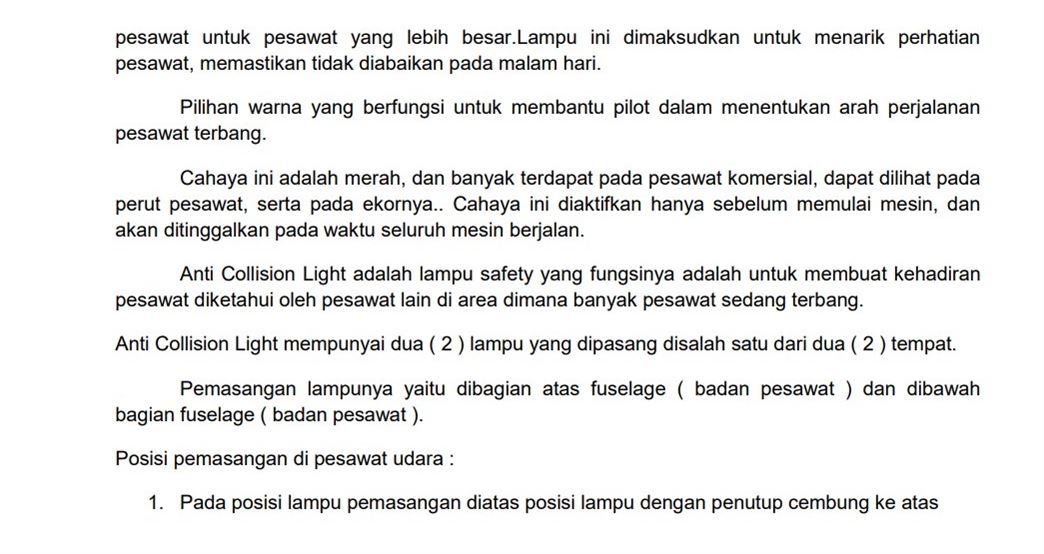 pesawat untuk pesawat yang lebih besar.Lampu ini dimaksudkan untuk menarik perhatian
pesawat, memastikan tidak diabaikan pada malam hari.
Pilihan warna yang berfungsi untuk membantu pilot dalam menentukan arah perjalanan
pesawat terbang.
Cahaya ini adalah merah, dan banyak terdapat pada pesawat komersial, dapat dilihat pada
perut pesawat, serta pada ekornya.. Cahaya ini diaktifkan hanya sebelum memulai mesin, dan
akan ditinggalkan pada waktu seluruh mesin berjalan.
Anti Collision Light adalah lampu safety yang fungsinya adalah untuk membuat kehadiran
pesawat diketahui oleh pesawat lain di area dimana banyak pesawat sedang terbang.
Anti Collision Light mempunyai dua ( 2 ) lampu yang dipasang disalah satu dari dua ( 2 ) tempat.
Pemasangan lampunya yaitu dibagian atas fuselage ( badan pesawat ) dan dibawah
bagian fuselage ( badan pesawat ).
Posisi pemasangan di pesawat udara :
1. Pada posisi lampu pemasangan diatas posisi lampu dengan penutup cembung ke atas